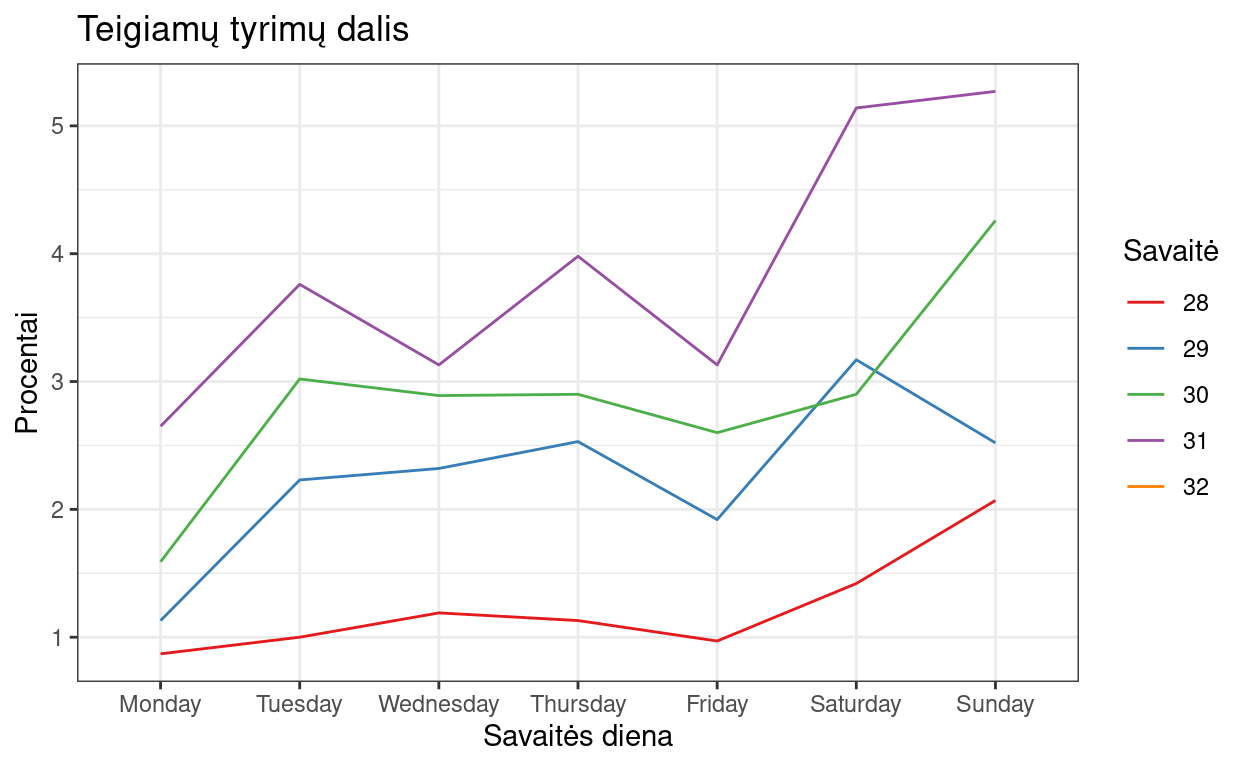 Teigiamų tyrimų dalis
Procentai
5
4
3
2
1
Monday Tuesday Wednesday Thursday Friday Saturday Sunday
Savaitės diena
Savaitė
28
29
30
31
32